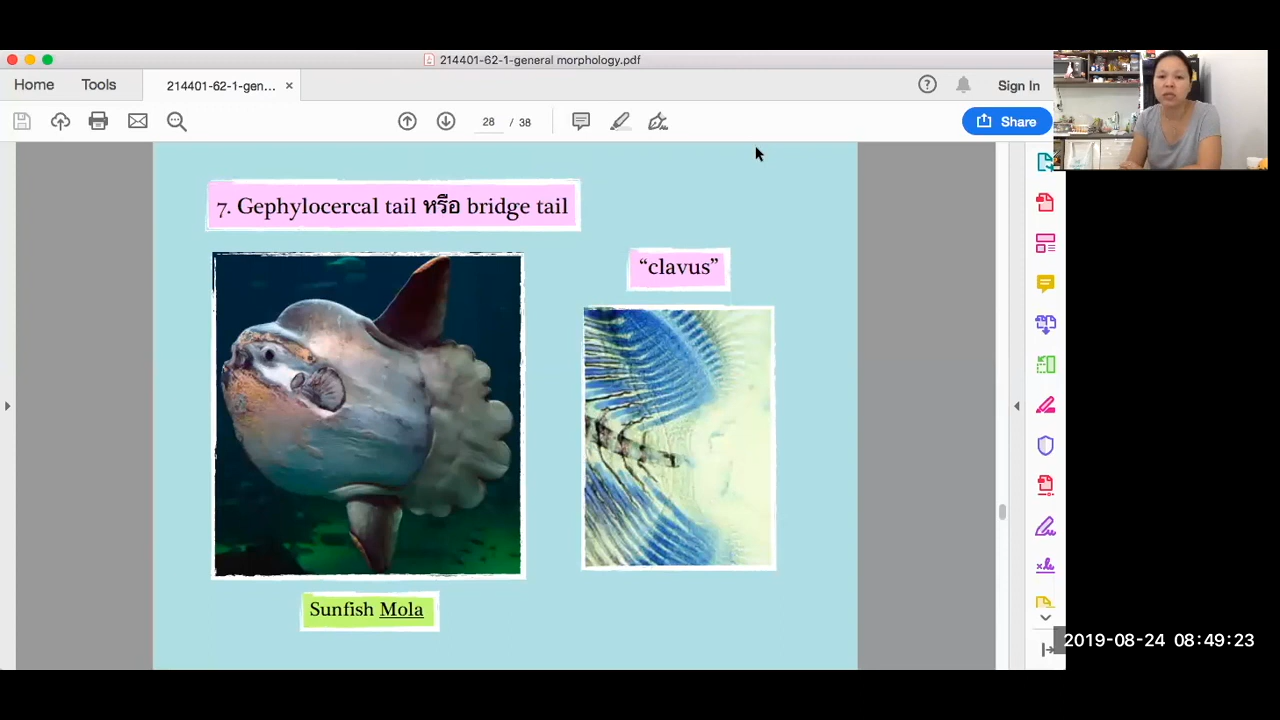 214401-62-1-general morphology.pdf
Home
Tools
214401-62-1-gen...
Sign In
28 / 38
Share
7. Gephylocercal tail หรือ bridge tail
“clavus”
Sunfish Mola
2019-08-24 08:49:23